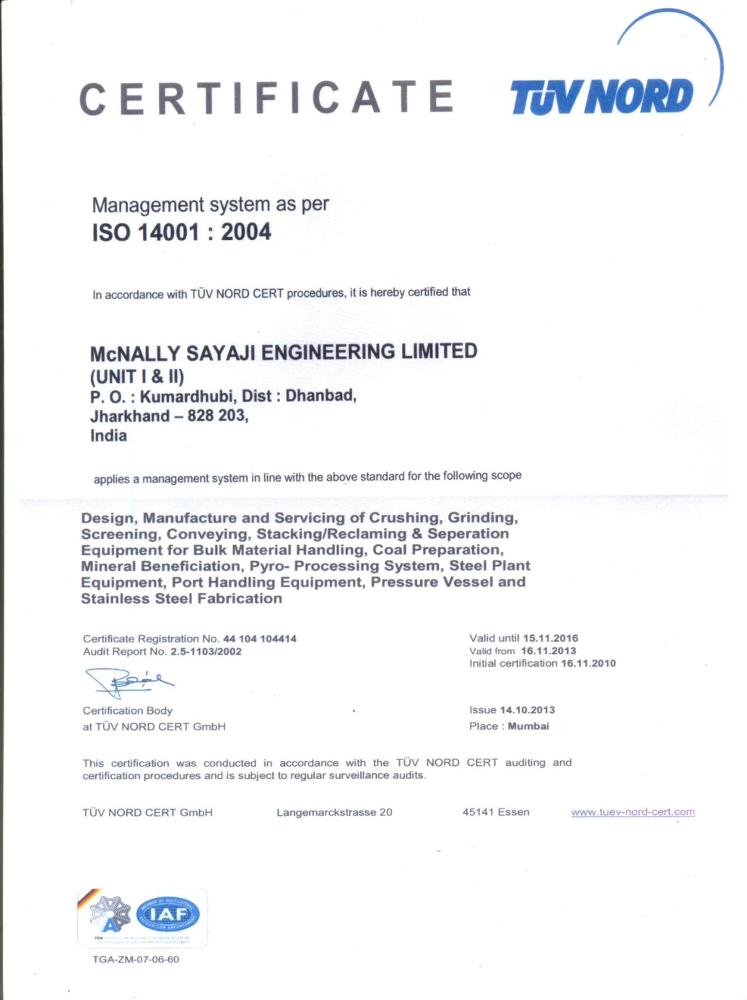 CERTIFICATE
TÜV NORD
Management system as per
ISO 14001 : 2004
In accordance with TÜV NORD CERT procedures, it is hereby certified that
McNALLY SAYAJI ENGINEERING LIMITED
(UNIT I & II)
P. O. : Kumardhubi, Dist : Dhanbad,
Jharkhand – 828 203,
India
applies a management system in line with the above standard for the following scope
Design, Manufacture and Servicing of Crushing, Grinding,
Screening, Conveying, Stacking/Reclaming & Seperation
Equipment for Bulk Material Handling, Coal Preparation,
Mineral Beneficiation, Pyro- Processing System, Steel Plant
Equipment, Port Handling Equipment, Pressure Vessel and
Stainless Steel Fabrication
Certificate Registration No. 44 104 104414
Audit Report No. 2.5-1103/2002
Valid until 15.11.2016
Valid from 16.11.2013
Initial certification 16.11.2010
Certification Body
at TÜV NORD CERT GmbH
Issue 14.10.2013
Place : Mumbai
This certification was conducted in accordance with the TÜV NORD CERT auditing and
certification procedures and is subject to regular surveillance audits.
TÜV NORD CERT GmbH Langemarckstrasse 20 45141 Essen www.tuev-nord-cert.com
A
MEMBER OF MULTILATERAL
IAF
RECOGNITION ARRANGEMENT
TGA
TGA-ZM-07-06-60